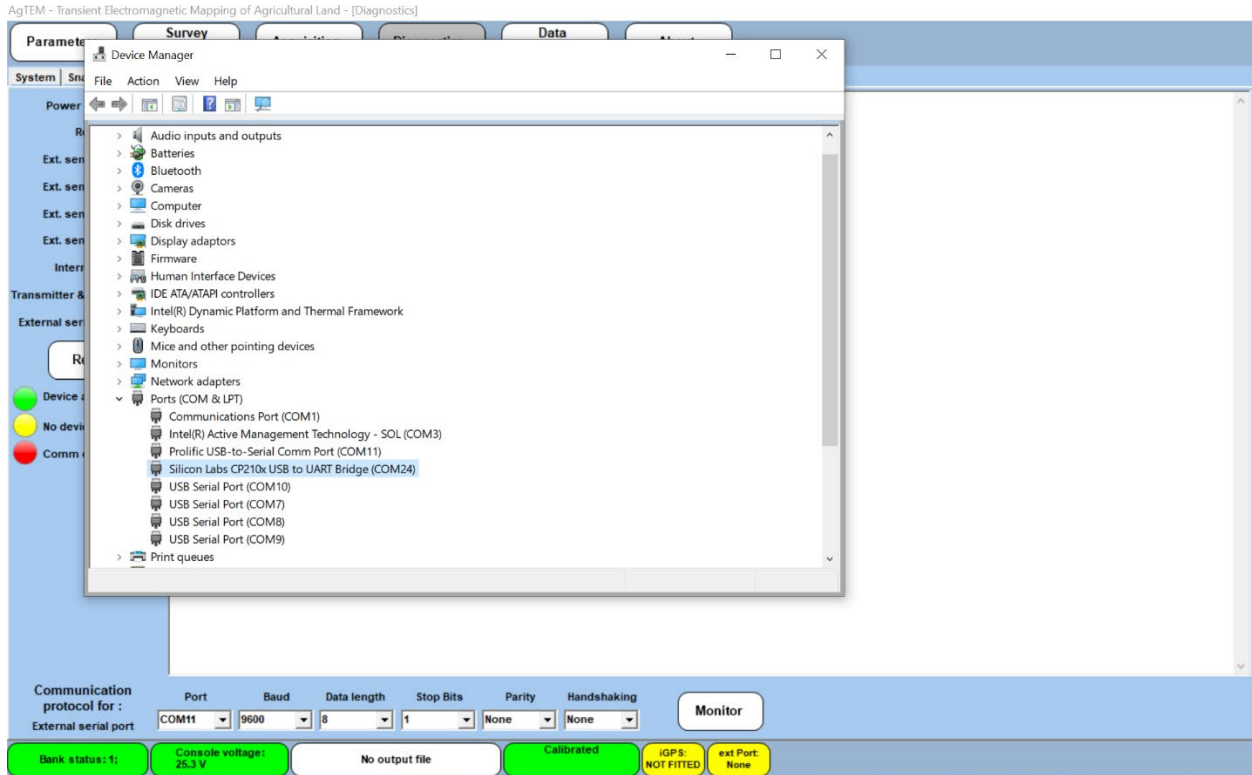 AgTEM - Transient Electromagnetic Mapping of Agricultural Land - [Diagnostics]
Survey
Data
Device Manager
System
File Action View Help
Power
Audio inputs and outputs
Batteries
Bluetooth
Ext. sen
Cameras
Ext. sen
Computer
Ext. sen
Disk drives
Ext. sen
Display adaptors
Firmware
Human Interface Devices
Transmitter &
IDE ATA/ATAPI controllers
Intel(R) Dynamic Platform and Thermal Framework
External ser
Keyboards
Mice and other pointing devices
Monitors
Network adapters
Device
Ports (COM & LPT)
Communications Port (COM1)
No devi
Intel(R) Active Management Technology - SOL (COM3)
Comm
Prolific USB-to-Serial Comm Port (COM11)
Silicon Labs CP210x USB to UART Bridge (COM24)
USB Serial Port (COM10)
USB Serial Port (COM7)
USB Serial Port (COM8)
USB Serial Port (COM9)
Print queues
Communication
protocol for :
External serial port
Port Baud Data length Stop Bits Parity Handshaking
COM11 9600 8 1 None None
Monitor
Bank status: 1;
Console voltage:
25.3 V
No output file
Calibrated
iGPS:
NOT FITTED
ext Port:
None